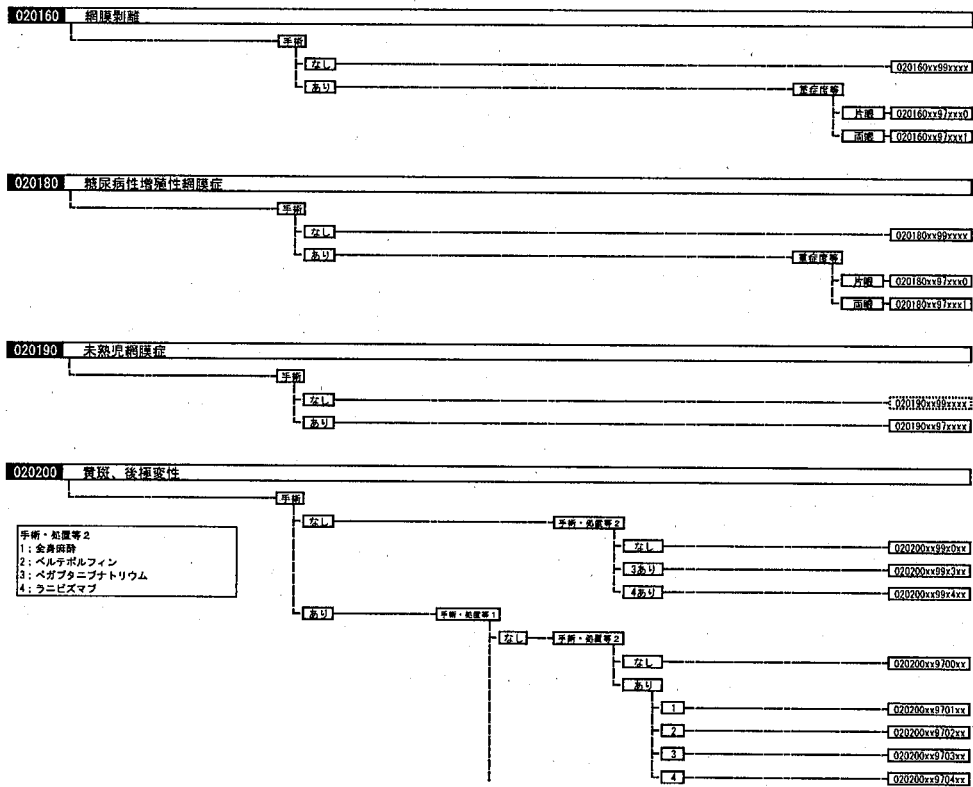 020160 網膜剝離
手術
なし 020160xx99xxxx
あり 重症度等
片眼 020160xx97xxx0
両眼 020160xx97xxx1
020180 糖尿病性増殖性網膜症
手術
なし 020180xx99xxxx
あり 重症度等
片眼 020180xx97xxx0
両眼 020180xx97xxx1
020190 未熟児網膜症
手術
なし 020190xx99xxxx
あり 020190xx97xxxx
020200 黄斑、後極変性
手術
なし 手術・処置等2
手術・処置等2
1;全身麻酔
2;ベルテポルフィン
3;ペガプタニブナトリウム
4;ラニビズマブ
なし 020200xx99x0xx
3あり 020200xx99x3xx
4あり 020200xx99x4xx
あり 手術・処置等1
なし 手術・処置等2
なし 020200xx9700xx
あり
1 020200xx9701xx
2 020200xx9702xx
3 020200xx9703xx
4 020200xx9704xx